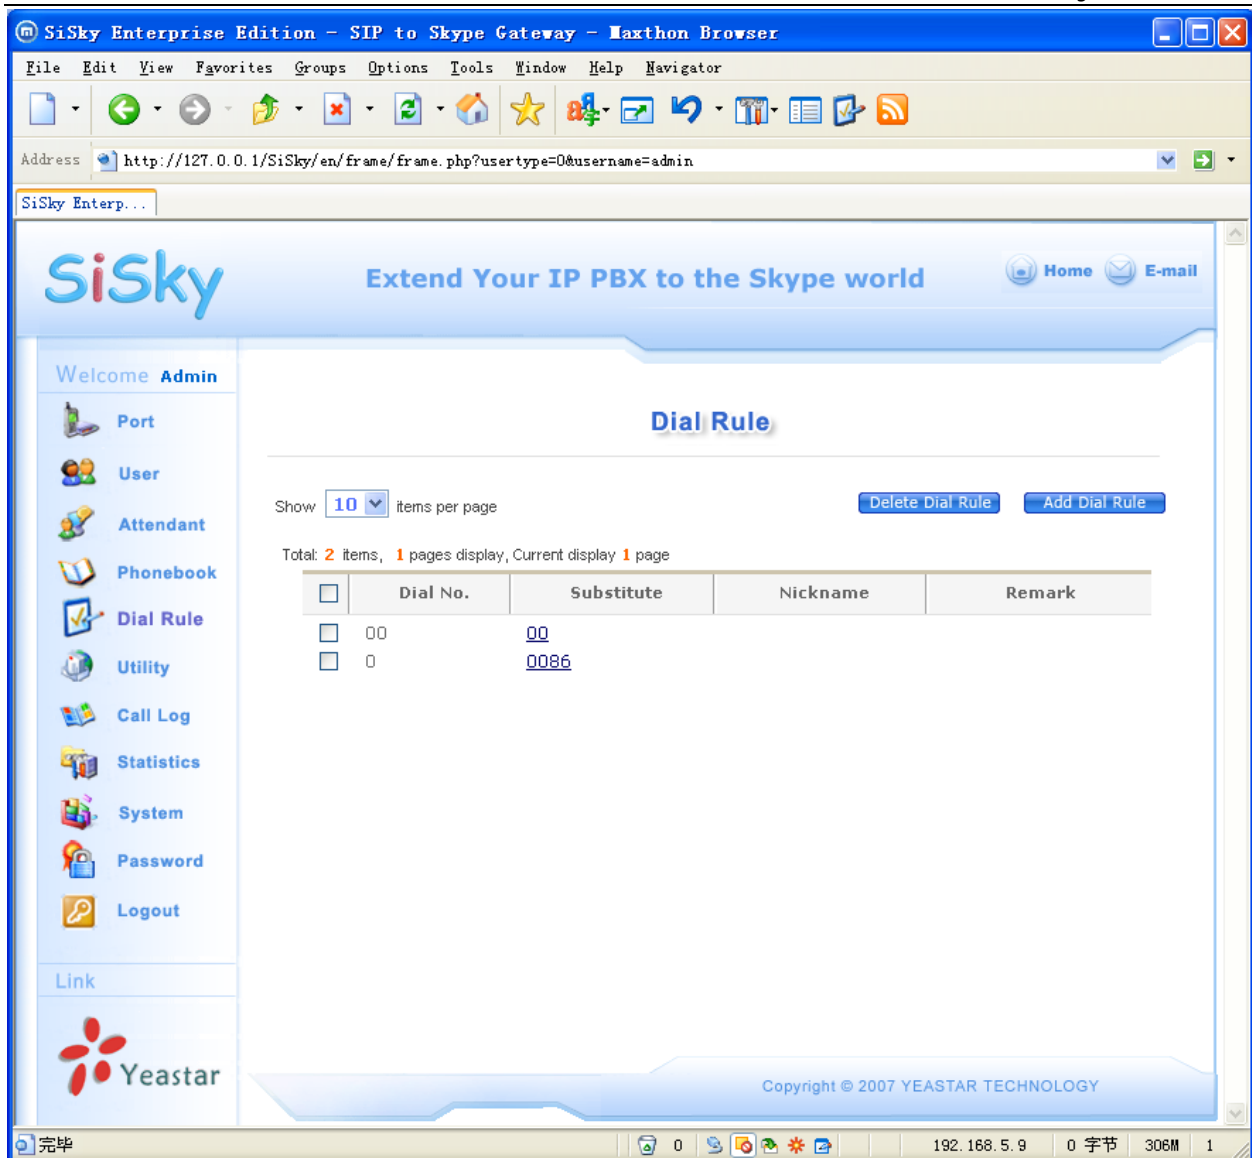 SiSky Enterprise Edition - SIP to Skype Gateway - Maxthon Browser
File Edit View Favorites Groups Options Tools Window Help Navigator
Address http://127.0.0.1/SiSky/en/frame/frame.php?usertype=0&username=admin
SiSky Enterp...
SiSky
Extend Your IP PBX to the Skype world
Home E-mail
Welcome Admin
Port
User
Attendant
Phonebook
Dial Rule
Utility
Call Log
Statistics
System
Password
Logout
Link
Yeastar
Dial Rule
Show 10 items per page
Delete Dial Rule Add Dial Rule
Total: 2 items, 1 pages display, Current display 1 page
Dial No. Substitute Nickname Remark
00 00
0 0086
Copyright © 2007 YEASTAR TECHNOLOGY
完毕 0 192.168.5.9 0 字节 306M 1